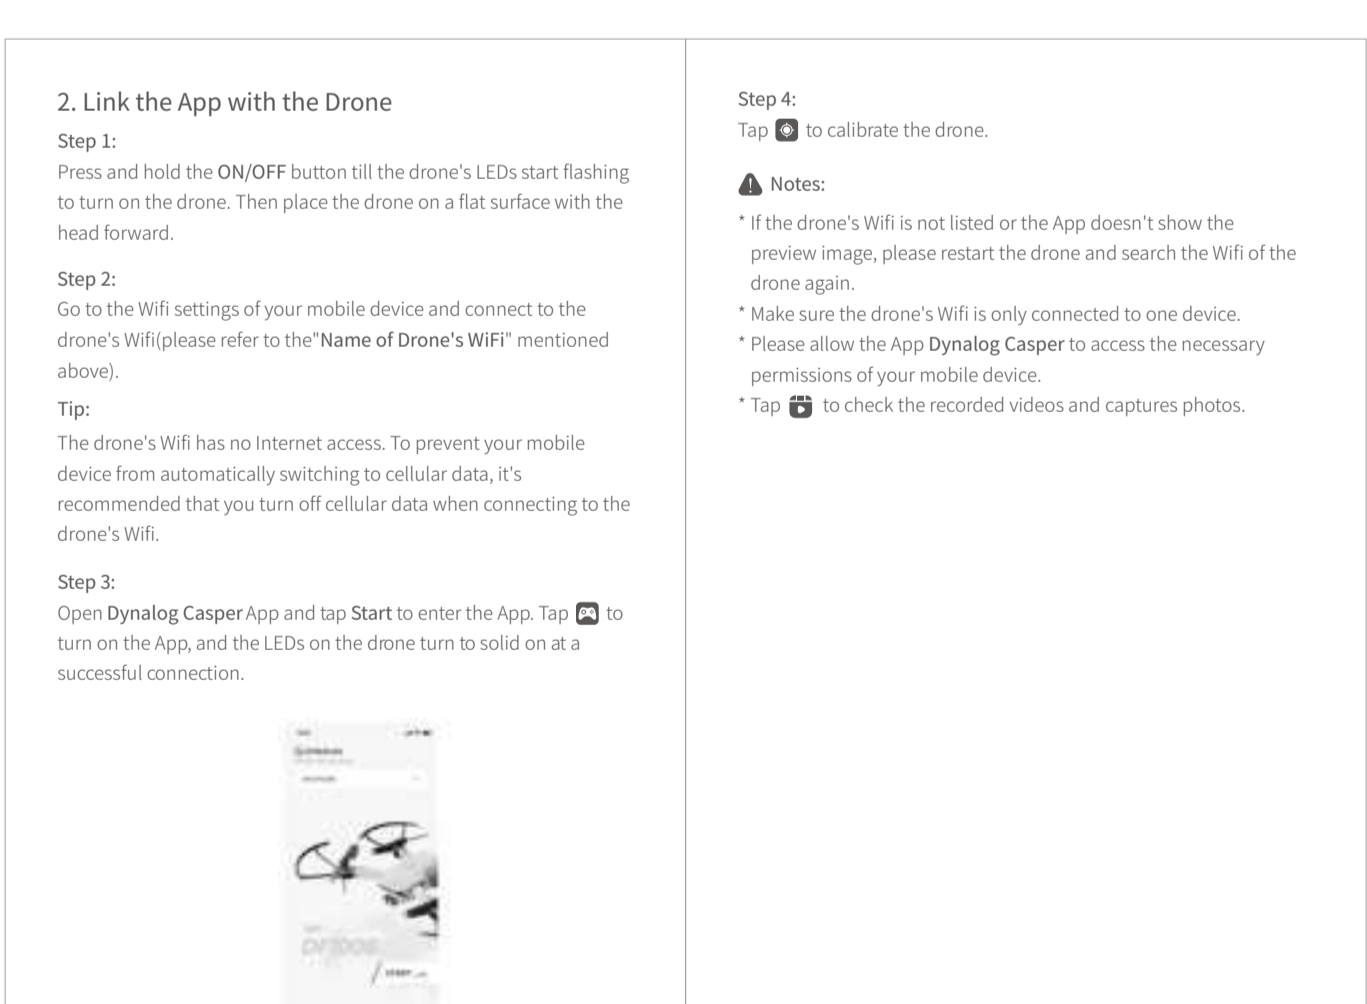 2. Link the App with the Drone
Step 1:
Press and hold the ON/OFF button till the drone's LEDs start flashing
to turn on the drone. Then place the drone on a flat surface with the
head forward.
Step 2:
Go to the Wifi settings of your mobile device and connect to the
drone's Wifi(please refer to the"Name of Drone's WiFi" mentioned
above).
Tip:
The drone's Wifi has no Internet access. To prevent your mobile
device from automatically switching to cellular data, it's
recommended that you turn off cellular data when connecting to the
drone's Wifi.
Step 3:
Open Dynalog Casper App and tap Start to enter the App. Tap to
turn on the App, and the LEDs on the drone turn to solid on at a
successful connection.
START
Step 4:
Tap to calibrate the drone.
Notes:
* If the drone's Wifi is not listed or the App doesn't show the
preview image, please restart the drone and search the Wifi of the
drone again.
* Make sure the drone's Wifi is only connected to one device.
* Please allow the App Dynalog Casper to access the necessary
permissions of your mobile device.
* Tap to check the recorded videos and captures photos.